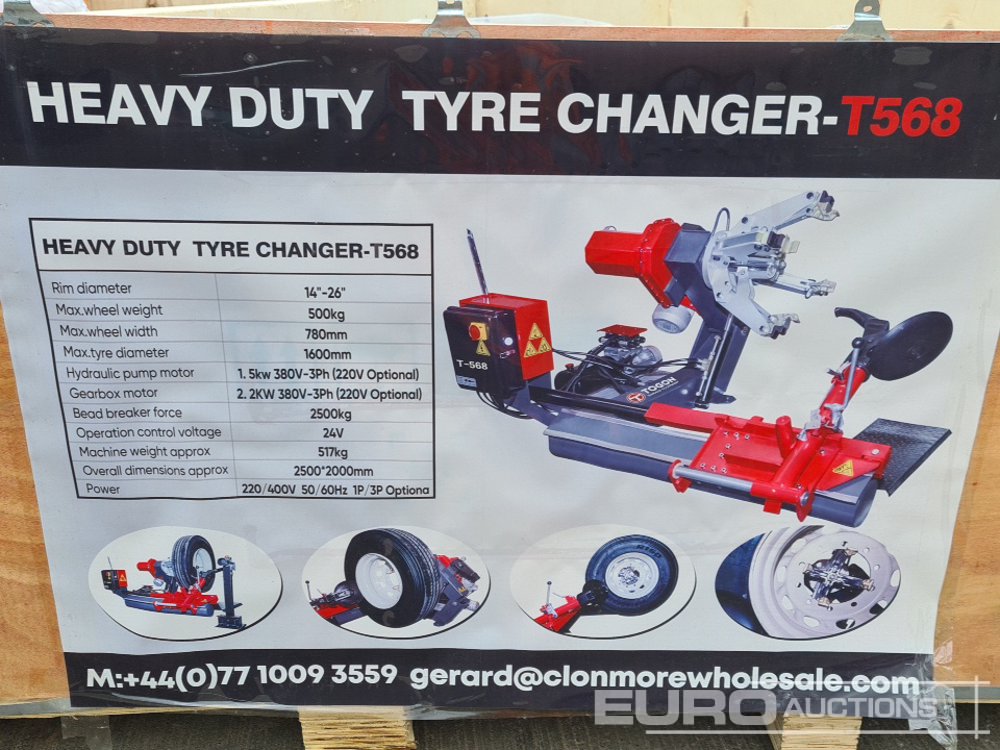 HEAVY DUTY TYRE CHANGER-T568
HEAVY DUTY TYRE CHANGER-T568
Rim diameter 14"-26"
Max.wheel weight 500kg
Max.wheel width 780mm
Max.tyre diameter 1600mm
Hydraulic pump motor 1. 5kw 380V-3Ph (220V Optional)
Gearbox motor 2. 2KW 380V-3Ph (220V Optional)
Bead breaker force 2500kg
Operation control voltage 24V
Machine weight approx 517kg
Overall dimensions approx 2500*2000mm
Power 220/400V 50/60Hz 1P/3P Optiona
T-568
TOGON
M:+44(0)77 1009 3559 gerard@clonmorewholesale.com
EURO AUCTIONS